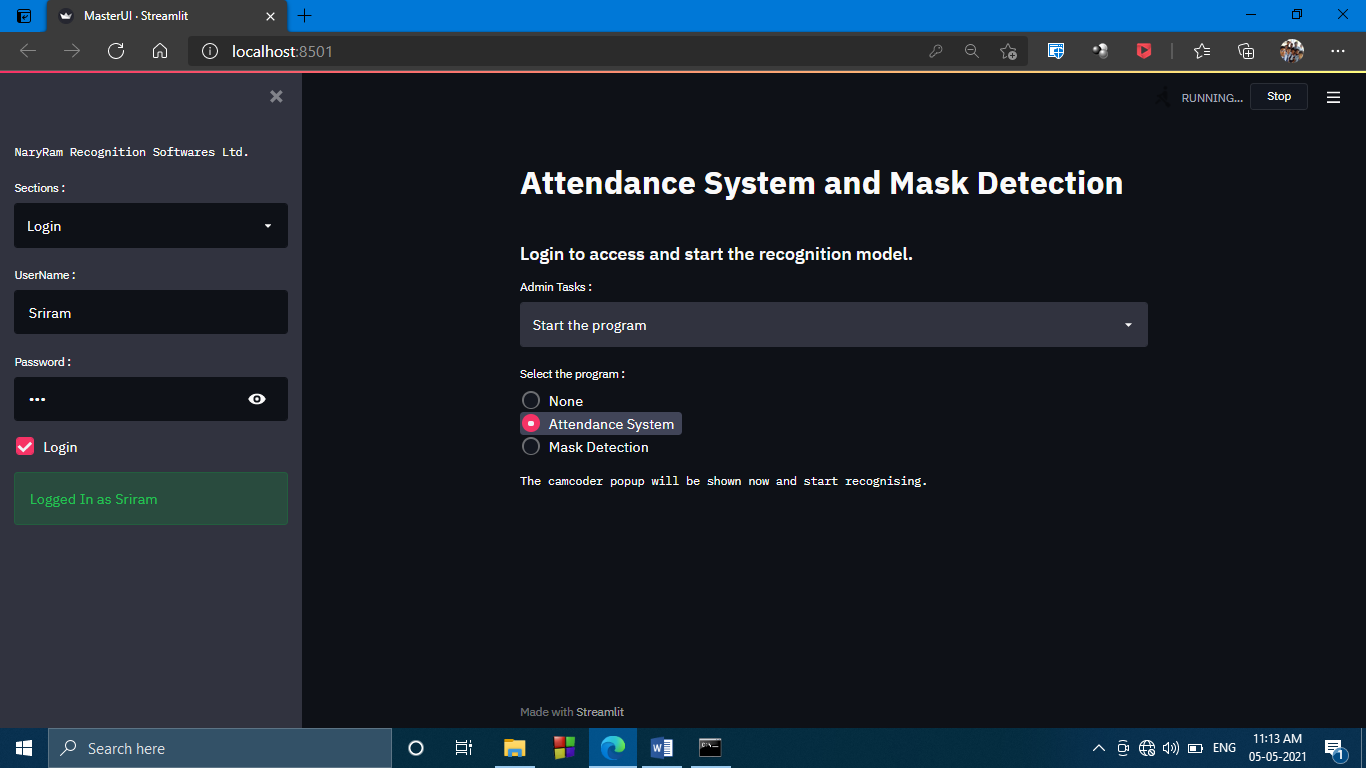 MasterUI · Streamlit
localhost:8501
RUNNING...
Stop
NaryRam Recognition Softwares Ltd.
Sections :
Login
UserName :
Sriram
Password :
•••
Login
Logged In as Sriram
Attendance System and Mask Detection
Login to access and start the recognition model.
Admin Tasks :
Start the program
Select the program :
None
Attendance System
Mask Detection
The camcoder popup will be shown now and start recognising.
Made with Streamlit
Search here
ENG
11:13 AM
05-05-2021
1